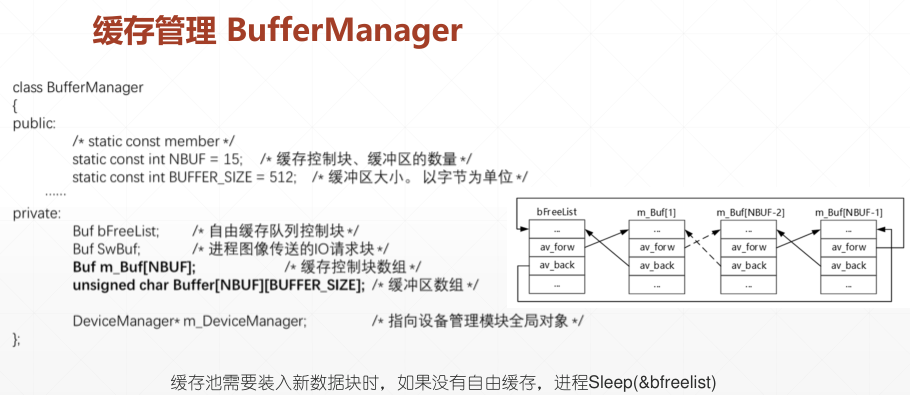 缓存管理 BufferManager
class BufferManager
{
public:
/* static const member */
static const int NBUF = 15; /* 缓存控制块、缓冲区的数量 */
static const int BUFFER_SIZE = 512; /* 缓冲区大小。 以字节为单位 */
......
private:
Buf bFreeList; /* 自由缓存队列控制块 */
Buf SwBuf; /* 进程图像传送的IO请求块 */
Buf m_Buf[NBUF]; /* 缓存控制块数组 */
unsigned char Buffer[NBUF][BUFFER_SIZE]; /* 缓冲区数组 */
DeviceManager* m_DeviceManager; /* 指向设备管理模块全局对象 */
};
bFreeList m_Buf[1] m_Buf[NBUF-2] m_Buf[NBUF-1]
... ... ... ...
av_forw av_forw av_forw av_forw
av_back av_back av_back av_back
... ... ... ...
缓存池需要装入新数据块时，如果没有自由缓存，进程Sleep(&bfreelist)